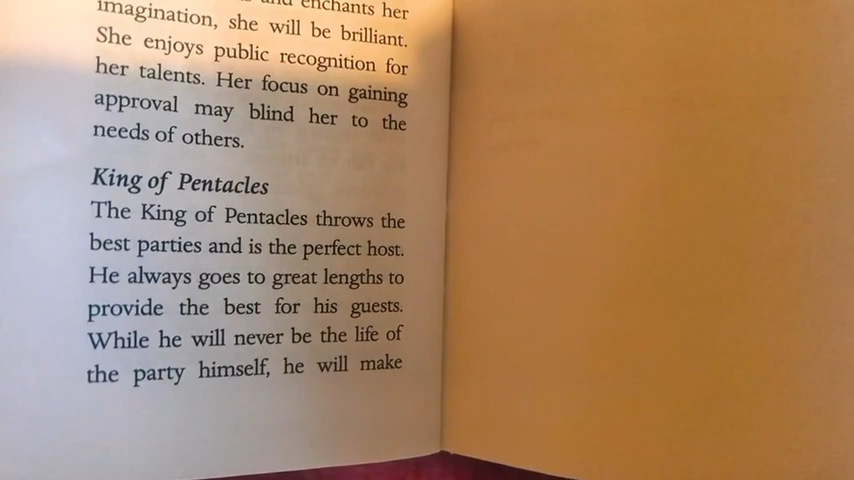 and enchants her
imagination, she will be brilliant.
She enjoys public recognition for
her talents. Her focus on gaining
approval may blind her to the
needs of others.
King of Pentacles
The King of Pentacles throws the
best parties and is the perfect host.
He always goes to great lengths to
provide the best for his guests.
While he will never be the life of
the party himself, he will make